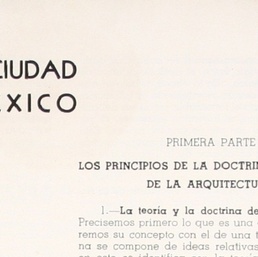 CIUDAD
XICO
PRIMERA PARTE
LOS PRINCIPIOS DE LA DOCTRIN
DE LA ARQUITECTU
1.—La teoría y la doctrina de
Precisemos primero lo que es una
remos su concepto con el de una t
na se compone de ideas relativas